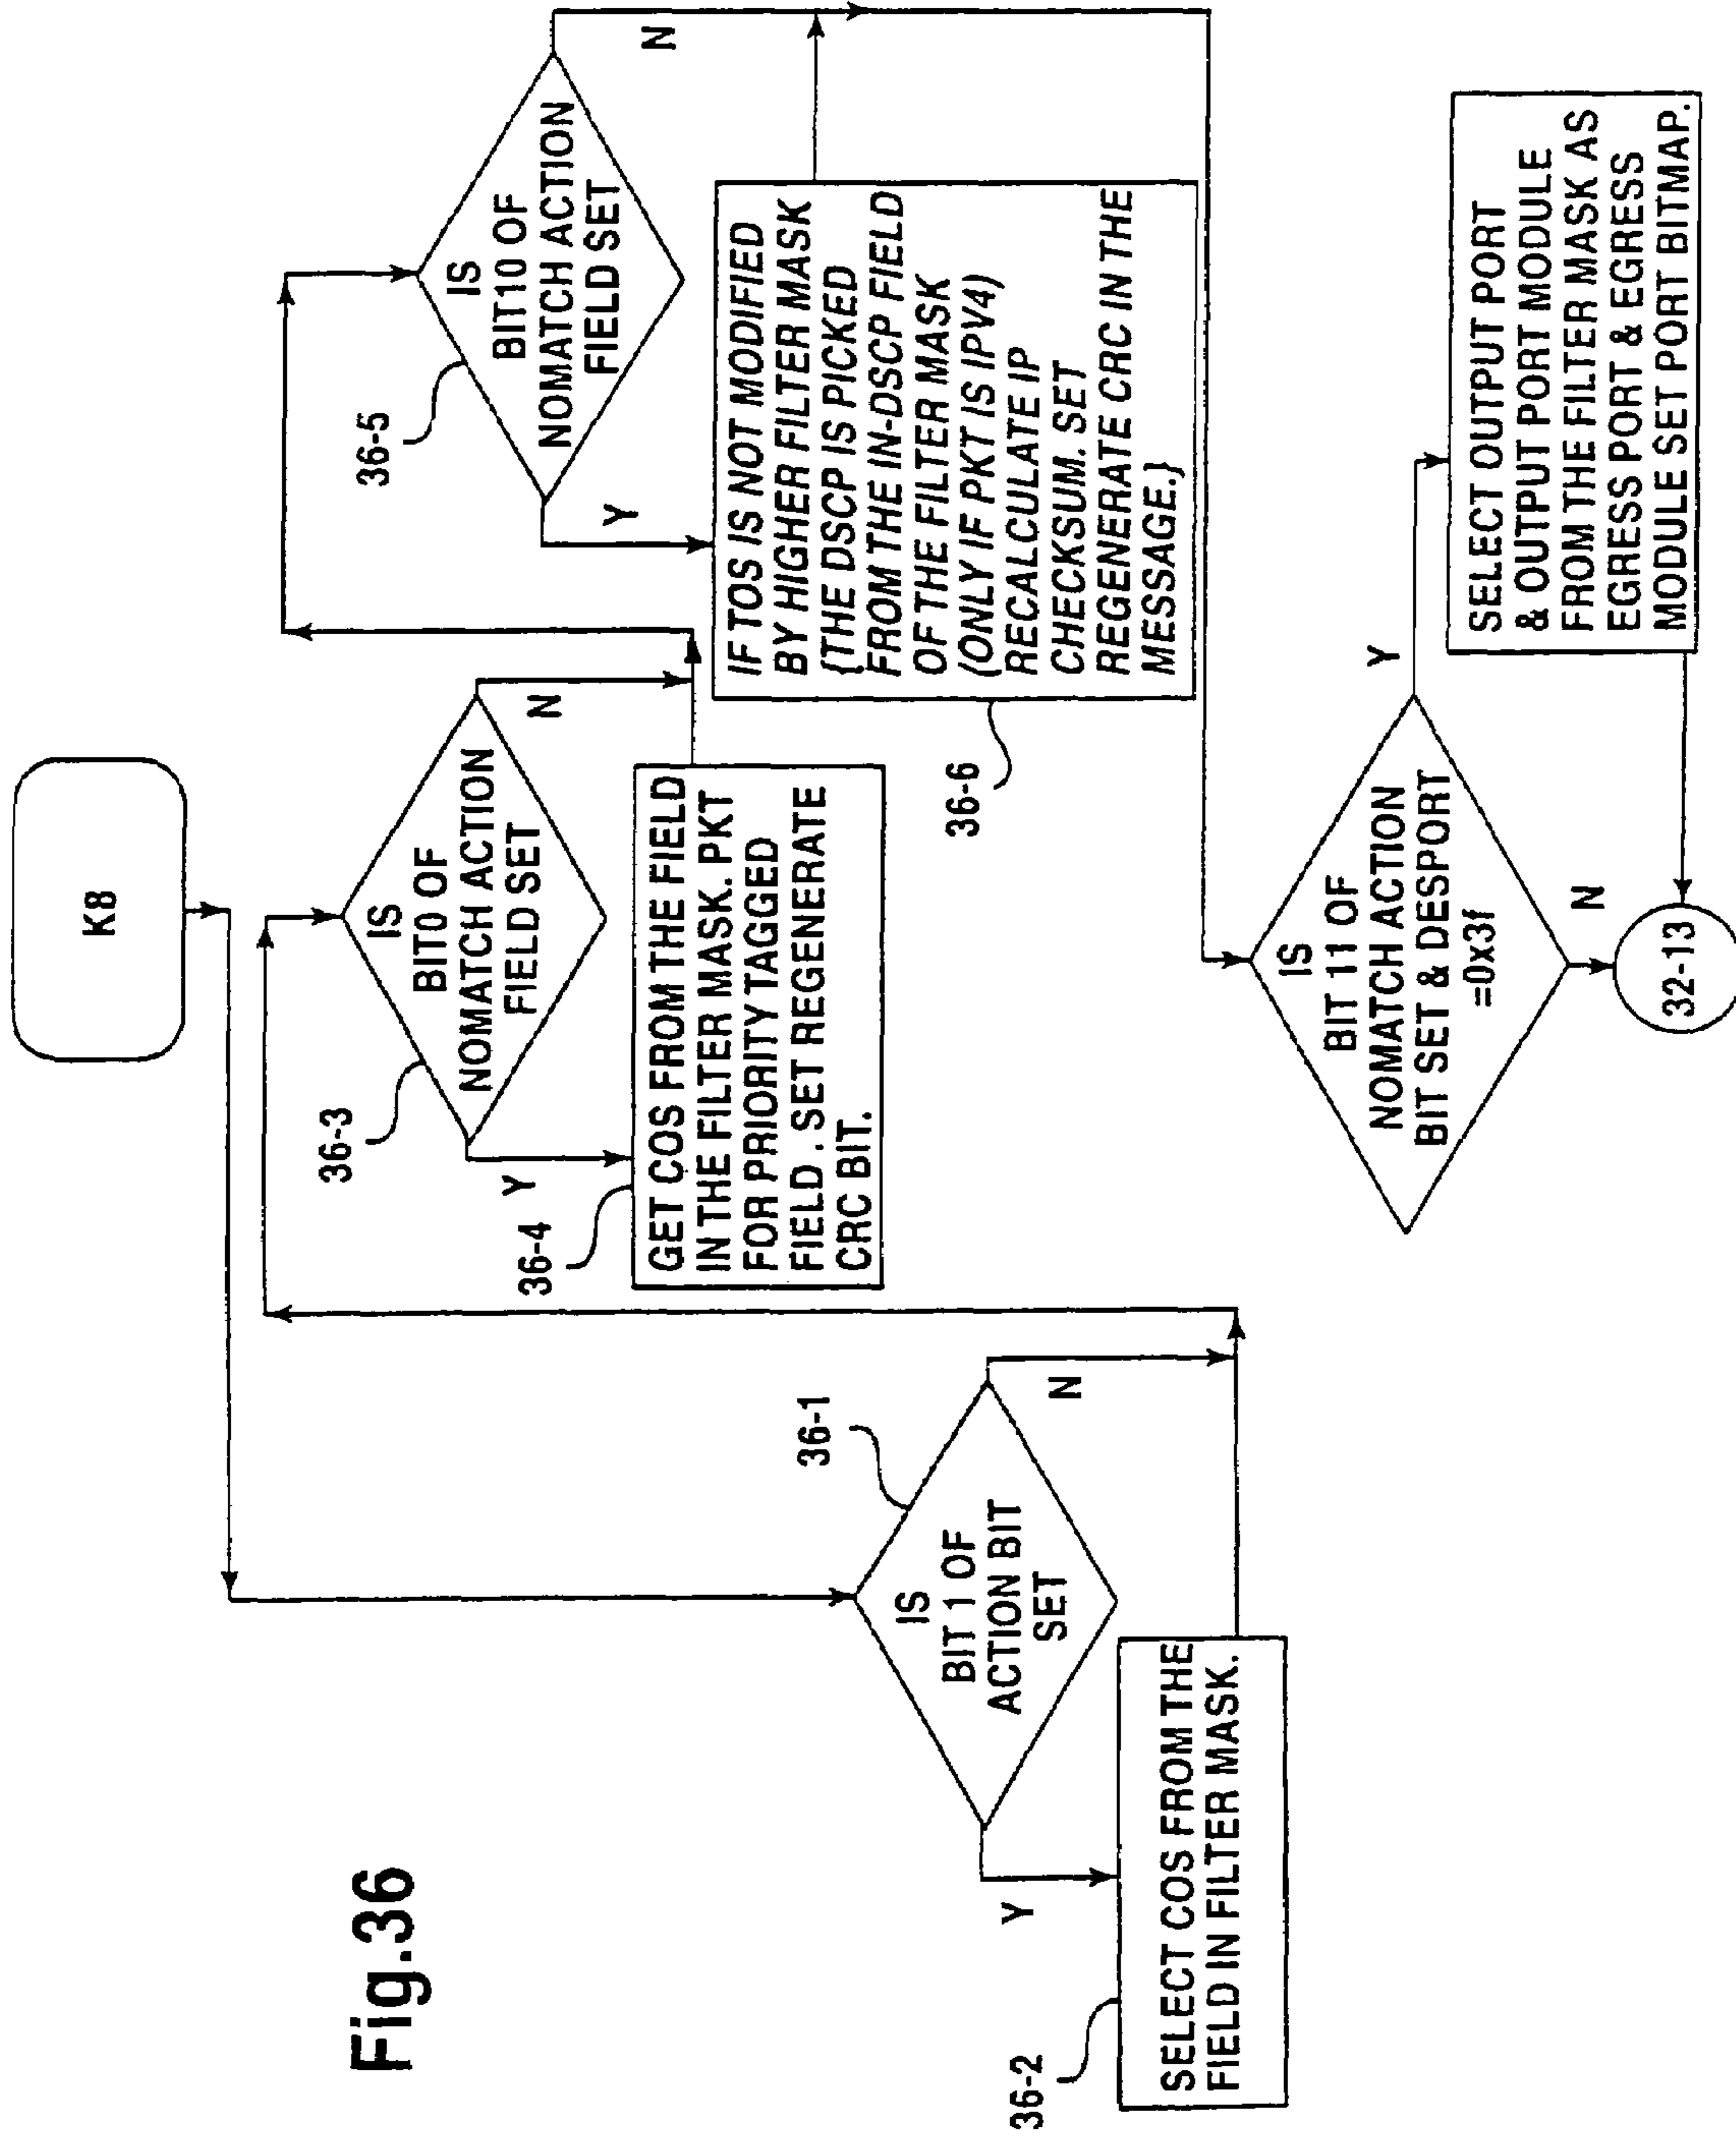 Fig.36
K8
36-1
IS
BIT 1 OF
ACTION BIT
SET
Y
N
36-2
SELECT COS FROM THE
FIELD IN FILTER MASK.
36-3
IS
BIT0 OF
NOMATCH ACTION
FIELD SET
Y
N
36-4
GET COS FROM THE FIELD
IN THE FILTER MASK. PKT
FOR PRIORITY TAGGED
FIELD . SET REGENERATE
CRC BIT.
36-5
IS
BIT10 OF
NOMATCH ACTION
FIELD SET
Y
N
36-6
IF TOS IS NOT MODIFIED
BY HIGHER FILTER MASK
{THE DSCP IS PICKED
FROM THE IN-DSCP FIELD
OF THE FILTER MASK
(ONLY IF PKT IS IPV4)
RECALCULATE IP
CHECKSUM. SET
REGENERATE CRC IN THE
MESSAGE.}
IS
BIT 11 OF
NOMATCH ACTION
BIT SET & DESPORT
=0x3f
Y
N
SELECT OUTPUT PORT
& OUTPUT PORT MODULE
FROM THE FILTER MASK AS
EGRESS PORT & EGRESS
MODULE SET PORT BITMAP.
32-13